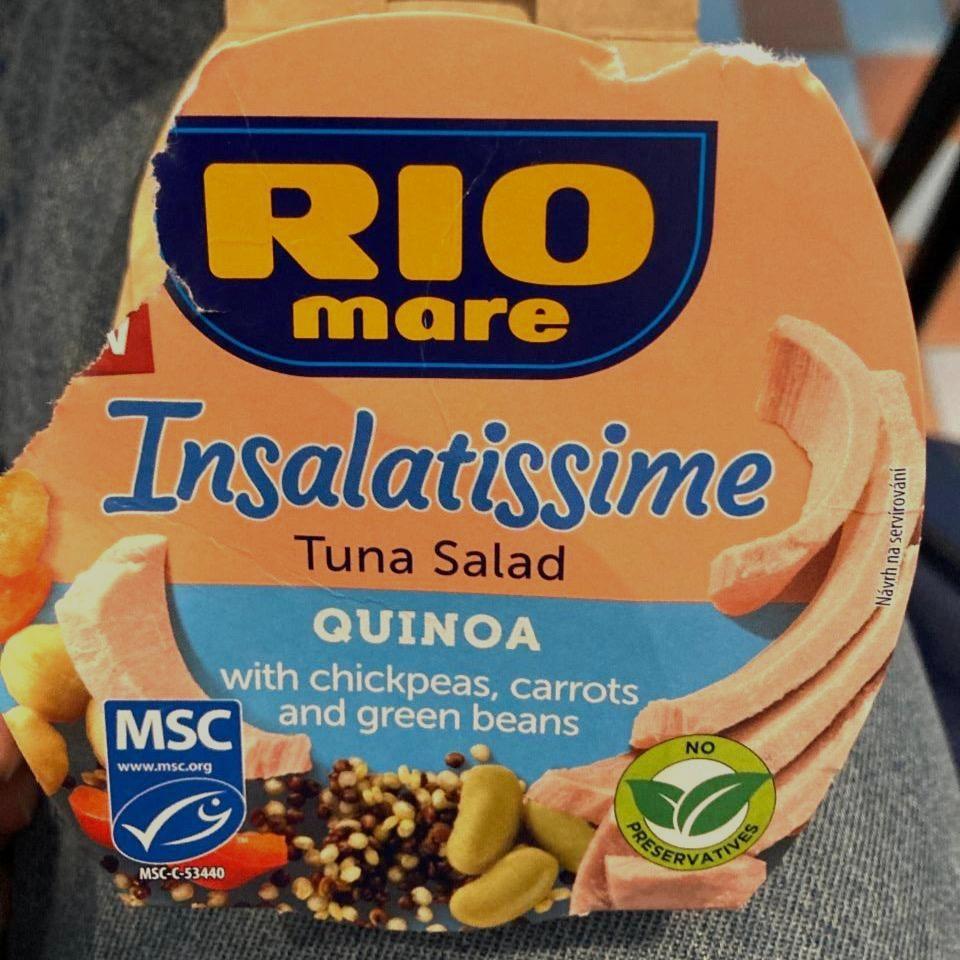 RIO
mare
Insalatissime
Tuna Salad
QUINOA
with chickpeas, carrots
and green beans
Návrh na servírování
MSC
www.msc.org
MSC-C-53440
NO
PRESERVATIVES